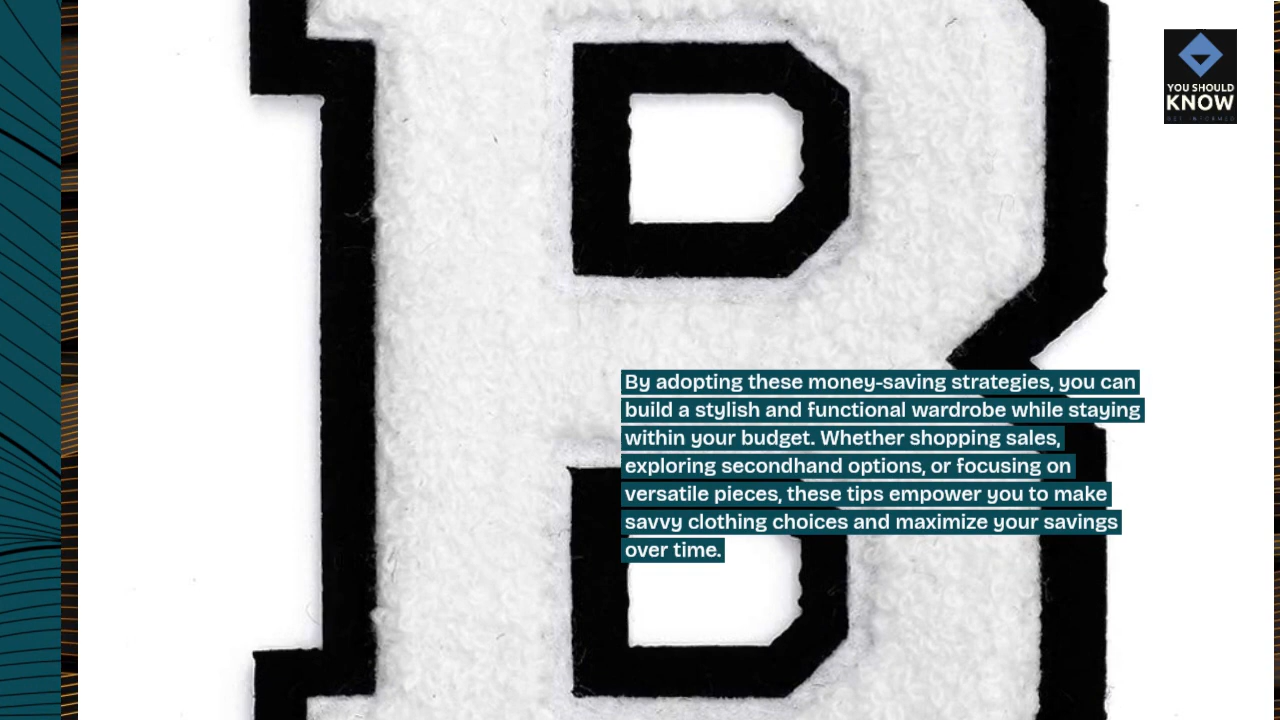 B
YOU SHOULD
KNOW
GET INFORMED
By adopting these money-saving strategies, you can
build a stylish and functional wardrobe while staying
within your budget. Whether shopping sales,
exploring secondhand options, or focusing on
versatile pieces, these tips empower you to make
savvy clothing choices and maximize your savings
over time.